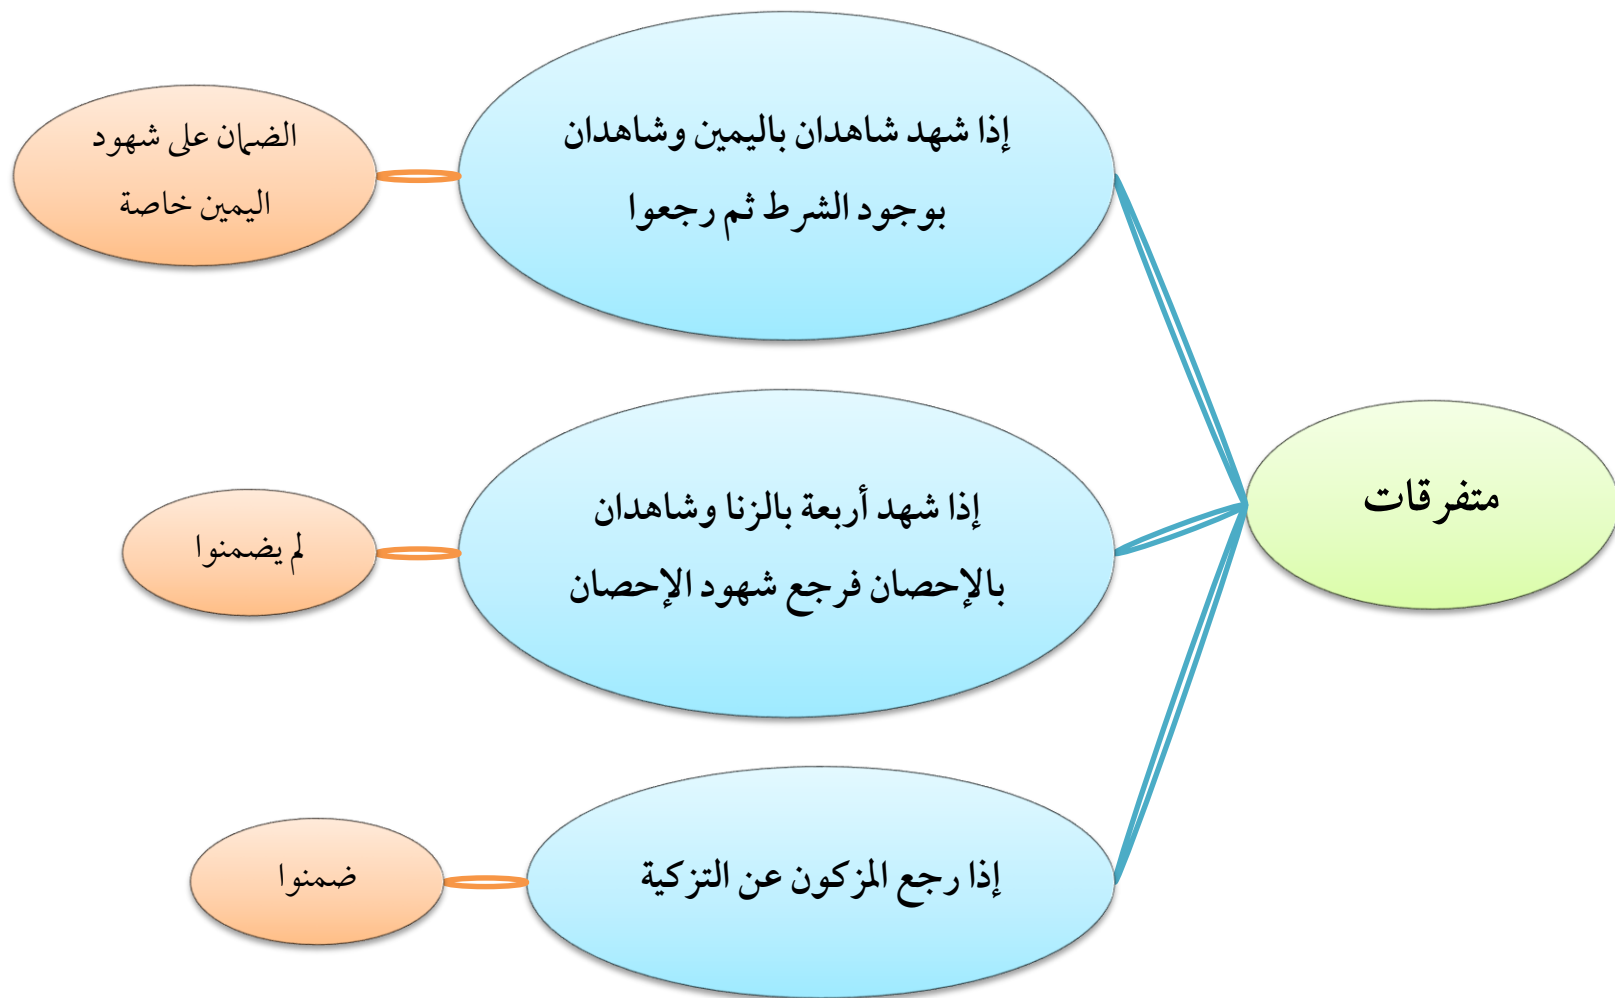 متفرقات
إذا شهد شاهدان باليمين وشاهدان
بوجود الشرط ثم رجعوا
الضمان على شهود
اليمين خاصة
إذا شهد أربعة بالزنا وشاهدان
بالإحصان فرجع شهود الإحصان
لم يضمنوا
إذا رجع المزكون عن التزكية
ضمنوا